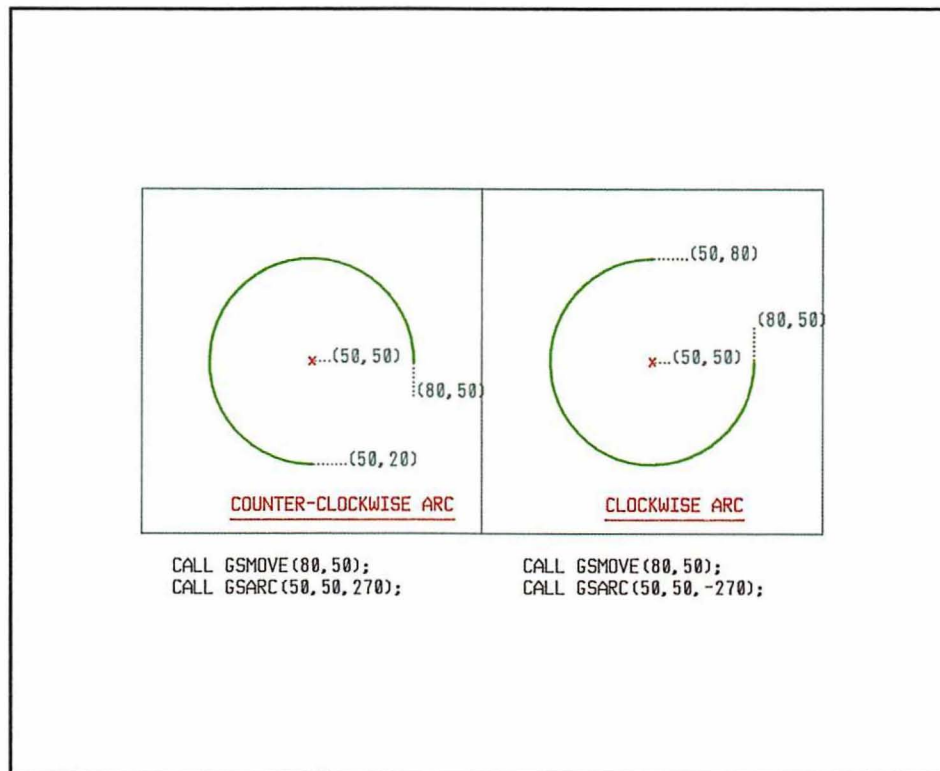 (50,50)
(80,50)
(50,20)
COUNTER-CLOCKWISE ARC
(50,80)
(80,50)
(50,50)
CLOCKWISE ARC
CALL GSMOVE(80,50);
CALL GSARC(50,50,270);
CALL GSMOVE(80,50);
CALL GSARC(50,50,-270);